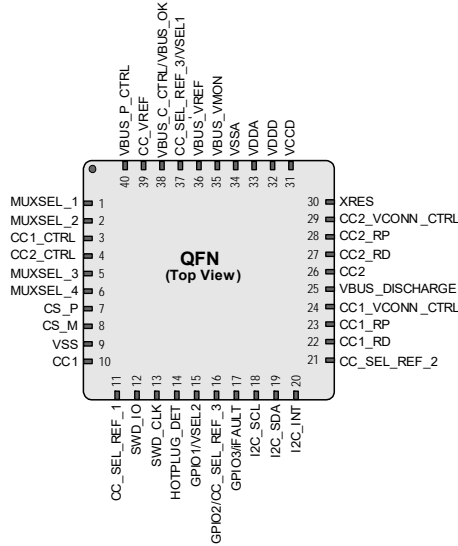 VBUS_P_CTRL
CC_VREF
VBUS_C_CTRL/VBUS_OK
CC_SEL_REF_3/VSEL1
VBUS_VREF
VBUS_VMON
VSSA
VDDA
VDDD
VCCD
40 39 38 37 36 35 34 33 32 31
MUXSEL_1 1
MUXSEL_2 2
CC1_CTRL 3
CC2_CTRL 4
MUXSEL_3 5
MUXSEL_4 6
CS_P 7
CS_M 8
VSS 9
CC1 10
QFN
(Top View)
30 XRES
29 CC2_VCONN_CTRL
28 CC2_RP
27 CC2_RD
26 CC2
25 VBUS_DISCHARGE
24 CC1_VCONN_CTRL
23 CC1_RP
22 CC1_RD
21 CC_SEL_REF_2
11 12 13 14 15 16 17 18 19 20
CC_SEL_REF_1
SWD_IO
SWD_CLK
HOTPLUG_DET
GPIO1/VSEL2
GPIO2/CC_SEL_REF_3
GPIO3/IFAULT
I2C_SCL
I2C_SDA
I2C_INT